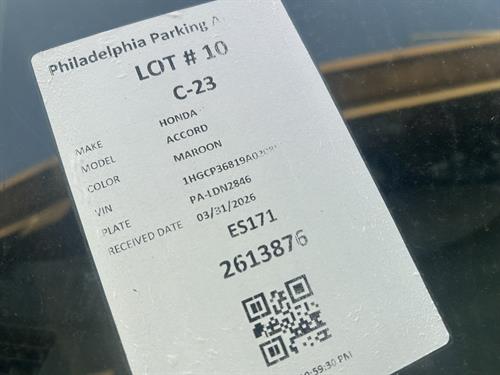 Philadelphia Parking
LOT # 10
C-23
MAKE HONDA
MODEL ACCORD
COLOR MAROON
VIN
PLATE PA-LDN2846
RECEIVED DATE 03/31/2026
ES171
2613876